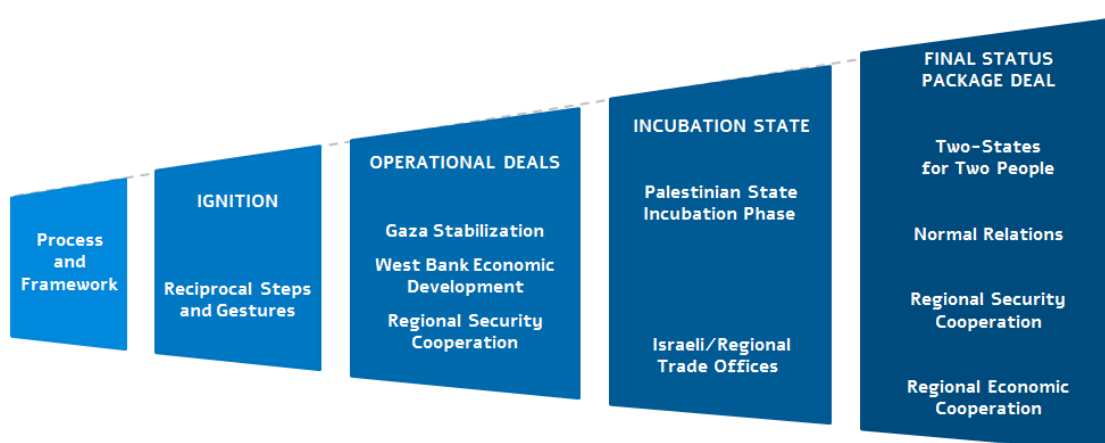 Process
and
Framework
IGNITION
Reciprocal Steps
and Gestures
OPERATIONAL DEALS
Gaza Stabilization
West Bank Economic
Development
Regional Security
Cooperation
INCUBATION STATE
Palestinian State
Incubation Phase
Israeli/Regional
Trade Offices
FINAL STATUS
PACKAGE DEAL
Two-States
for Two People
Normal Relations
Regional Security
Cooperation
Regional Economic
Cooperation